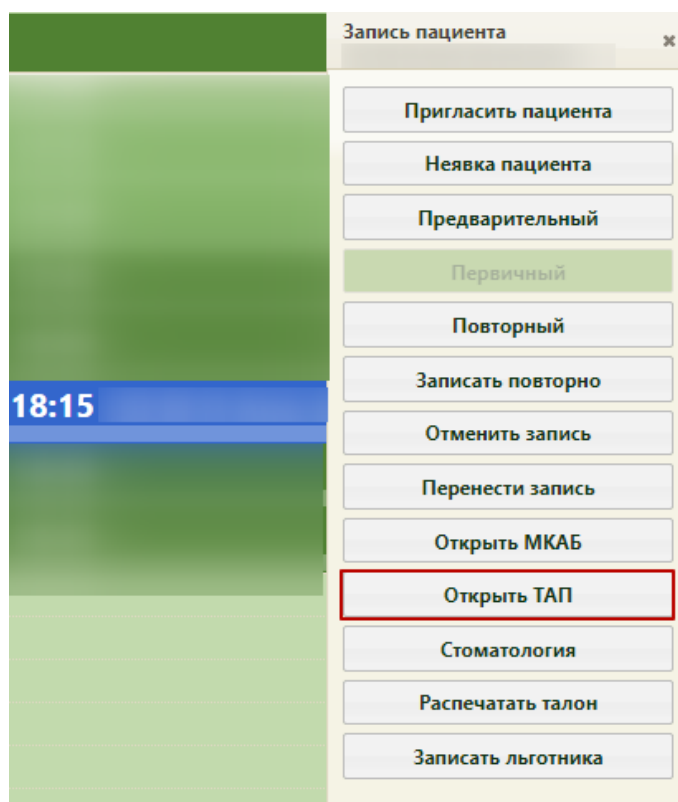 Запись пациента
Пригласить пациента
Неявка пациента
Предварительный
Первичный
Повторный
Записать повторно
18:15
Отменить запись
Перенести запись
Открыть МКАБ
Открыть ТАП
Стоматология
Распечатать талон
Записать льготника